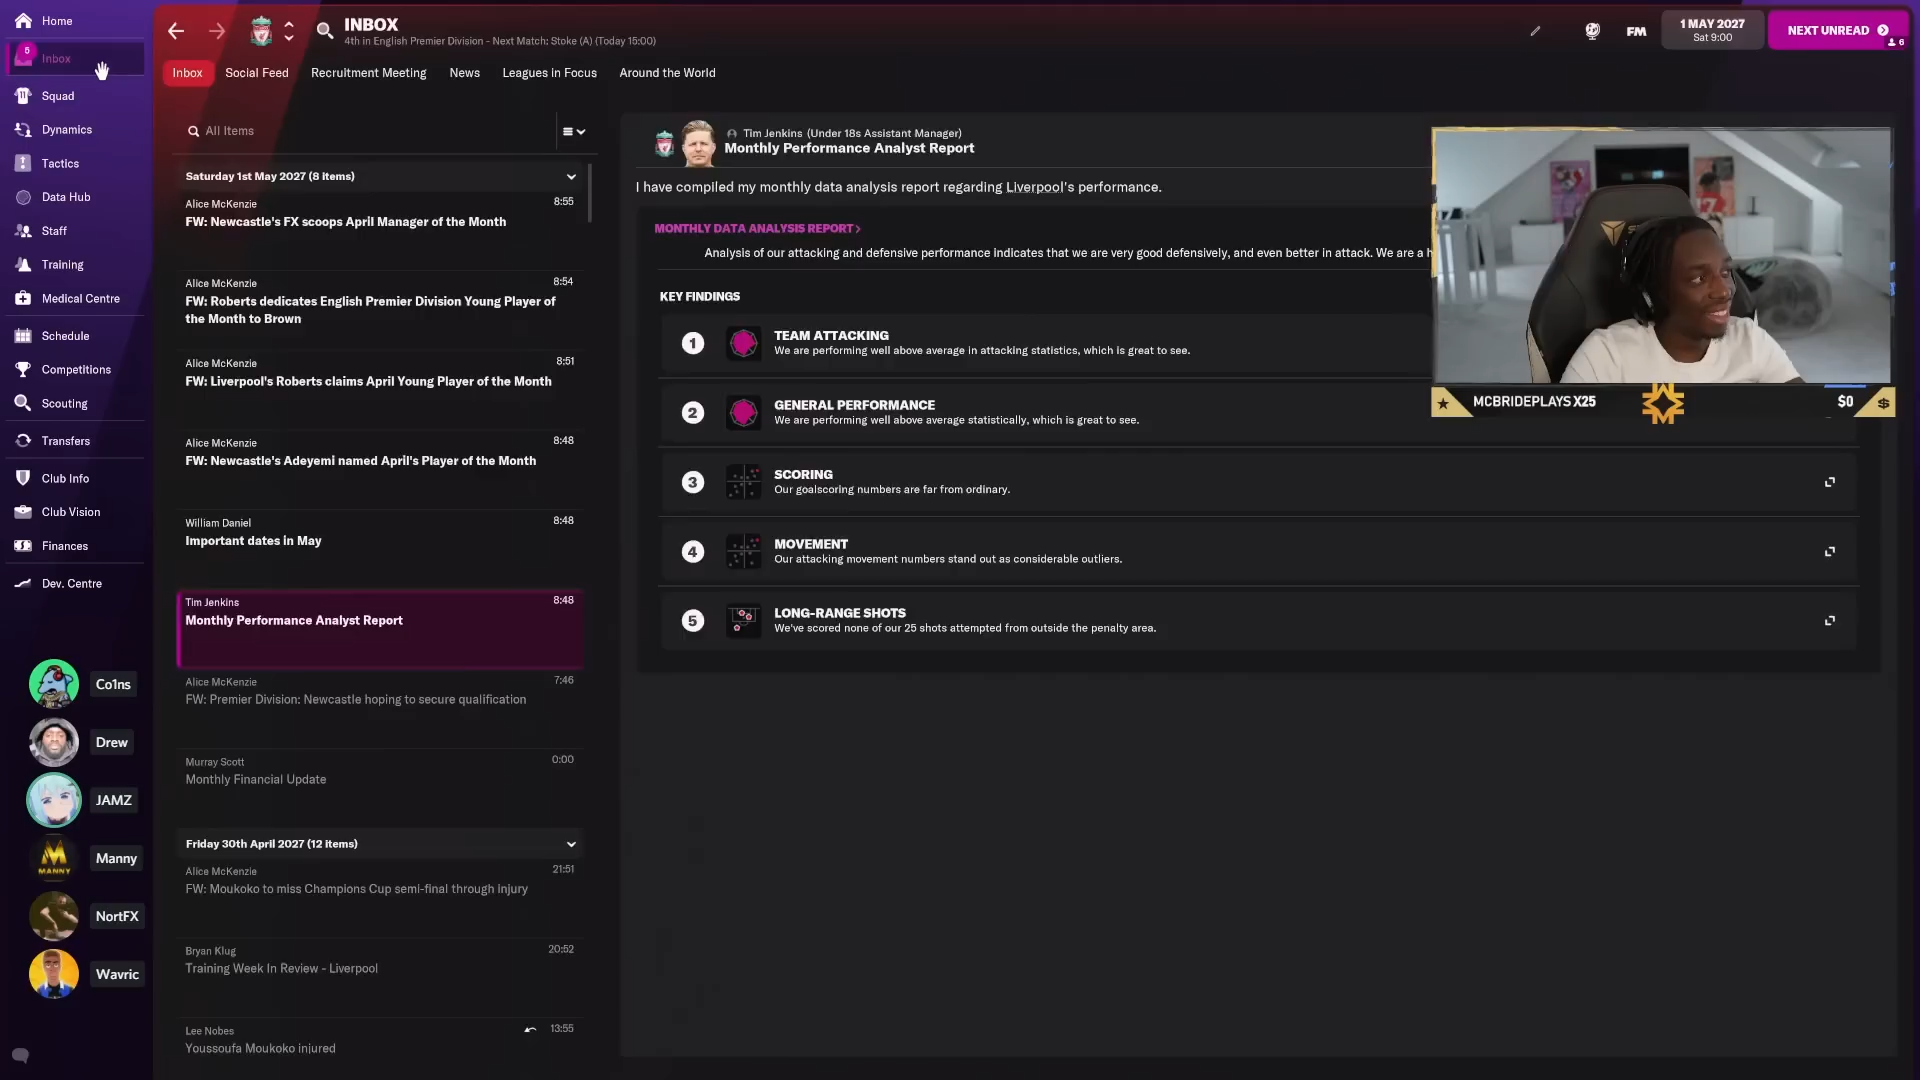 Home
5
Inbox
Squad
Dynamics
Tactics
Data Hub
Staff
Training
Medical Centre
Schedule
Competitions
Scouting
Transfers
Club Info
Club Vision
Finances
Dev. Centre
Co1ns
Drew
JAMZ
MANNY
Manny
NortFX
Wavric
INBOX
4th in English Premier Division - Next Match: Stoke (A) (Today 15:00)
FM
1 MAY 2027
Sat 9:00
NEXT UNREAD
6
Inbox Social Feed Recruitment Meeting News Leagues in Focus Around the World
All Items
Saturday 1st May 2027 (8 items)
Alice McKenzie 8:55
FW: Newcastle's FX scoops April Manager of the Month
Alice McKenzie 8:54
FW: Roberts dedicates English Premier Division Young Player of
the Month to Brown
Alice McKenzie 8:51
FW: Liverpool's Roberts claims April Young Player of the Month
Alice McKenzie 8:48
FW: Newcastle's Adeyemi named April's Player of the Month
William Daniel 8:48
Important dates in May
Tim Jenkins 8:48
Monthly Performance Analyst Report
Alice McKenzie 7:46
FW: Premier Division: Newcastle hoping to secure qualification
Murray Scott 0:00
Monthly Financial Update
Friday 30th April 2027 (12 items)
Alice McKenzie 21:51
FW: Moukoko to miss Champions Cup semi-final through injury
Bryan Klug 20:52
Training Week In Review - Liverpool
Lee Nobes 13:55
Youssoufa Moukoko injured
Tim Jenkins (Under 18s Assistant Manager)
Monthly Performance Analyst Report
I have compiled my monthly data analysis report regarding Liverpool's performance.
MONTHLY DATA ANALYSIS REPORT >
Analysis of our attacking and defensive performance indicates that we are very good defensively, and even better in attack. We are a h
KEY FINDINGS
1 TEAM ATTACKING
We are performing well above average in attacking statistics, which is great to see.
2 GENERAL PERFORMANCE
We are performing well above average statistically, which is great to see.
3 SCORING
Our goalscoring numbers are far from ordinary.
4 MOVEMENT
Our attacking movement numbers stand out as considerable outliers.
5 LONG-RANGE SHOTS
We've scored none of our 25 shots attempted from outside the penalty area.
MCBRIDEPLAYS X25
$0
$